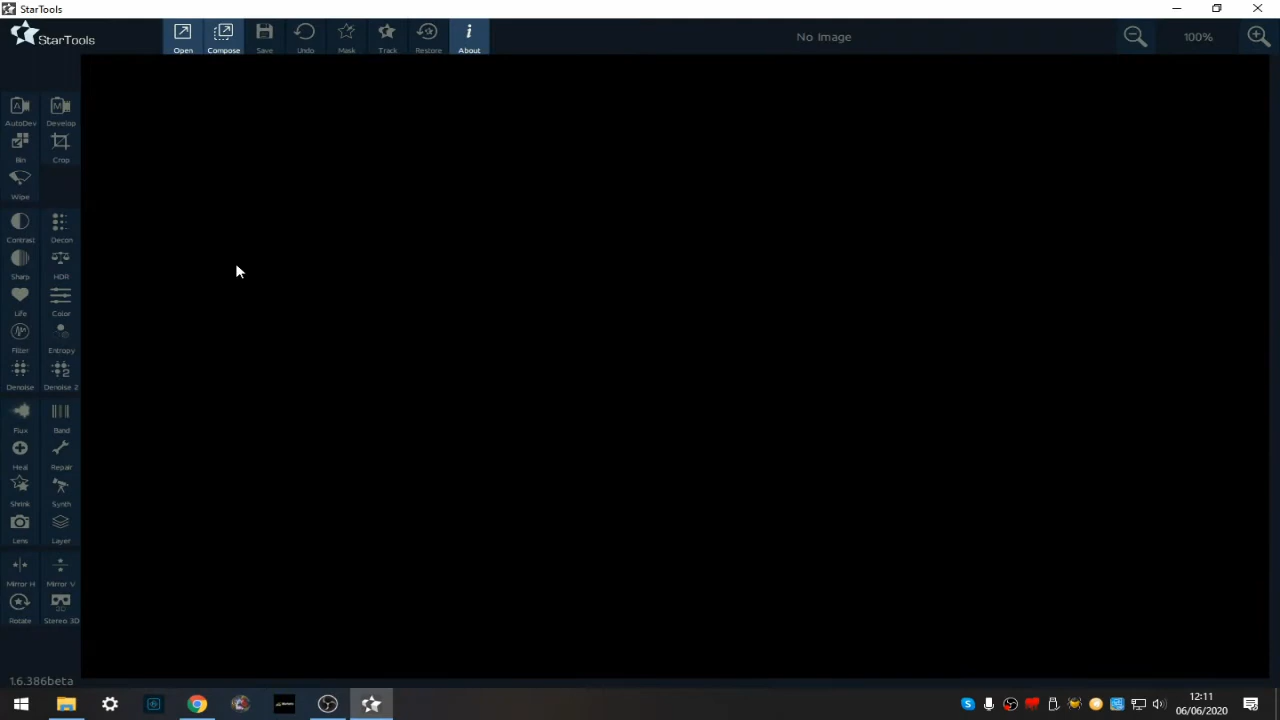 StarTools
StarTools
Open Compose Save Undo Mask Track Restore About
No Image
100%
AutoDev Develop
Bin Crop
Wipe
Contrast Decon
Sharp HDR
Life Color
Filter Entropy
Denoise Denoise 2
Flux Band
Heal Repair
Shrink Synth
Lens Layer
Mirror H Mirror V
Rotate Stereo 3D
1.6.386beta
12:11
06/06/2020